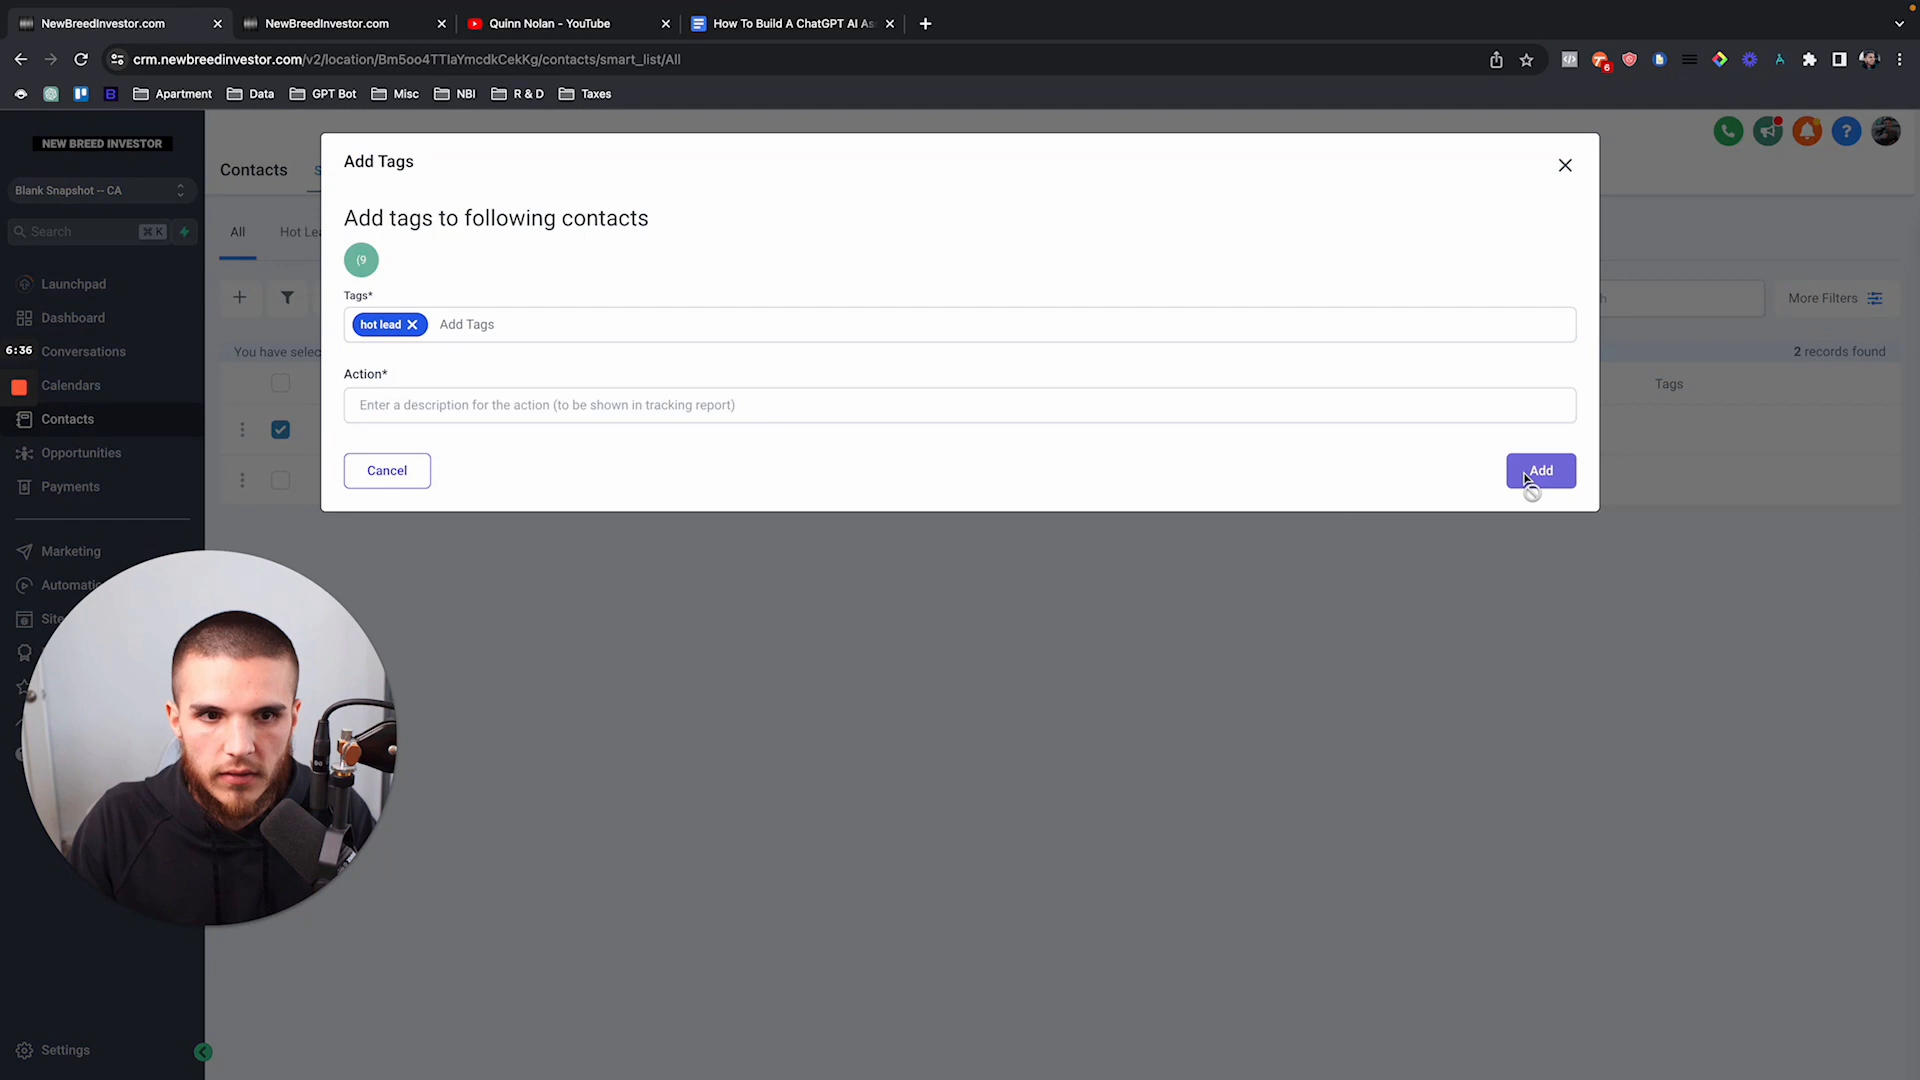 NewBreedInvestor.com
NewBreedInvestor.com
Quinn Nolan - YouTube
How To Build A ChatGPT AI As
crm.newbreedinvestor.com/v2/location/Bm5oo4TTIaYmcdkCekKg/contacts/smart_list/All
6
Apartment
Data
GPT Bot
Misc
NBI
R & D
Taxes
NEW BREED INVESTOR
Blank Snapshot -- CA
Search
⌘ K
Launchpad
Dashboard
6:36
Conversations
Calendars
Contacts
Opportunities
Payments
Marketing
Automatio
Site
Settings
Contacts
S
All
Hot Lea
You have selec
More Filters
2 records found
Tags
Add Tags
Add tags to following contacts
(9
Tags*
hot lead
Add Tags
Action*
Enter a description for the action (to be shown in tracking report)
Cancel
Add